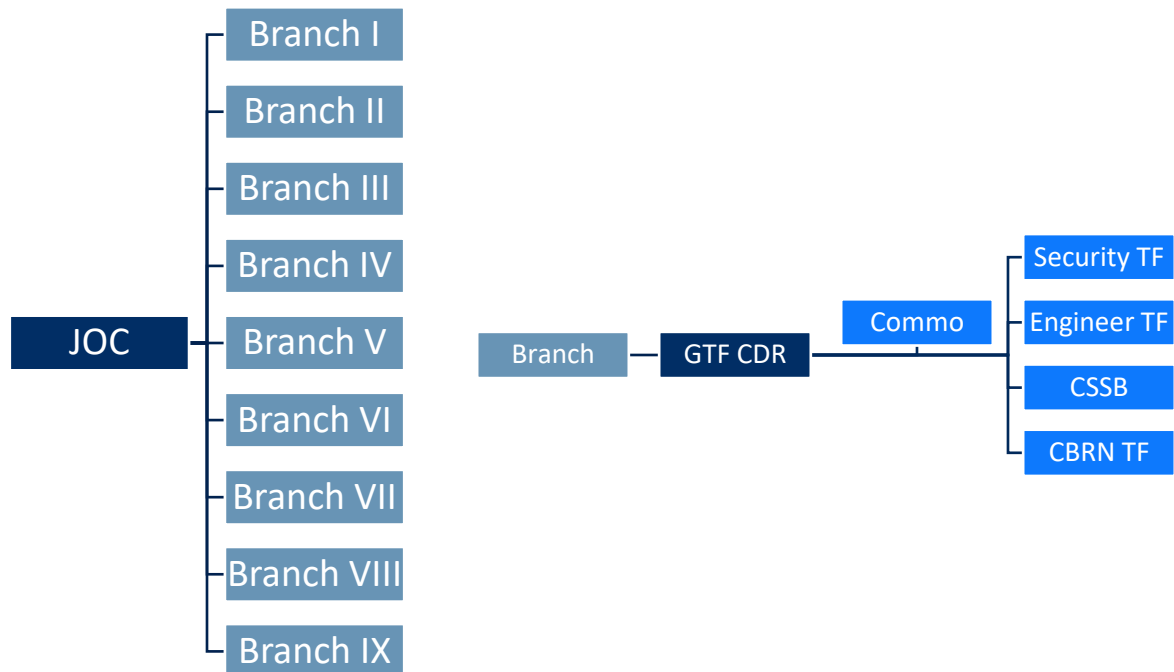 JOC
Branch I
Branch II
Branch III
Branch IV
Branch V
Branch VI
Branch VII
Branch VIII
Branch IX
Branch
GTF CDR
Commo
Security TF
Engineer TF
CSSB
CBRN TF